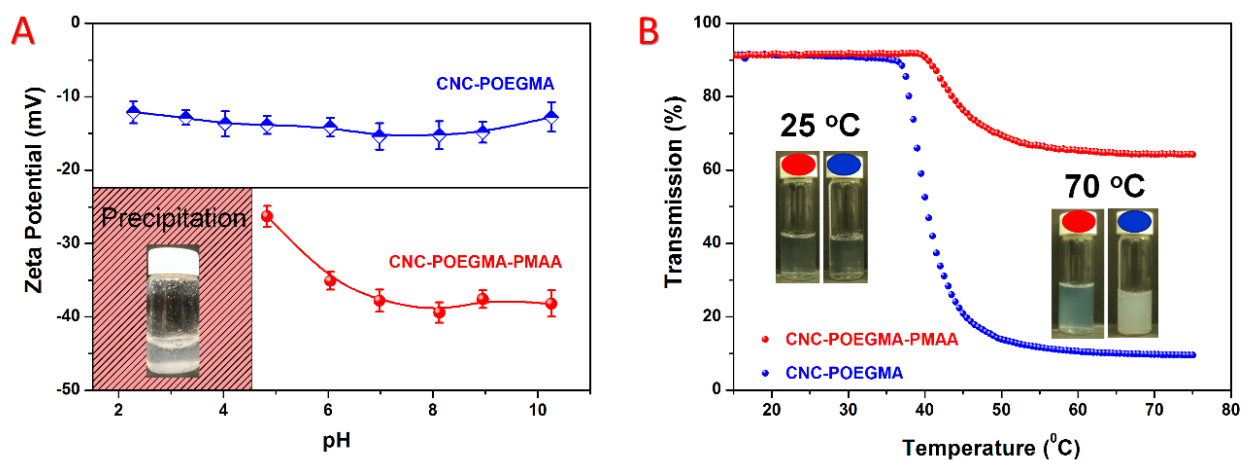 A
0
-10
-20
-30
-40
-50
Zeta Potential (mV)
CNC-POEGMA
Precipitation
CNC-POEGMA-PMAA
2
4
6
8
10
pH
B
100
80
60
40
20
0
Transmission (%)
25 °C
70 °C
CNC-POEGMA-PMAA
CNC-POEGMA
20
30
40
50
60
70
80
Temperature (⁰C)